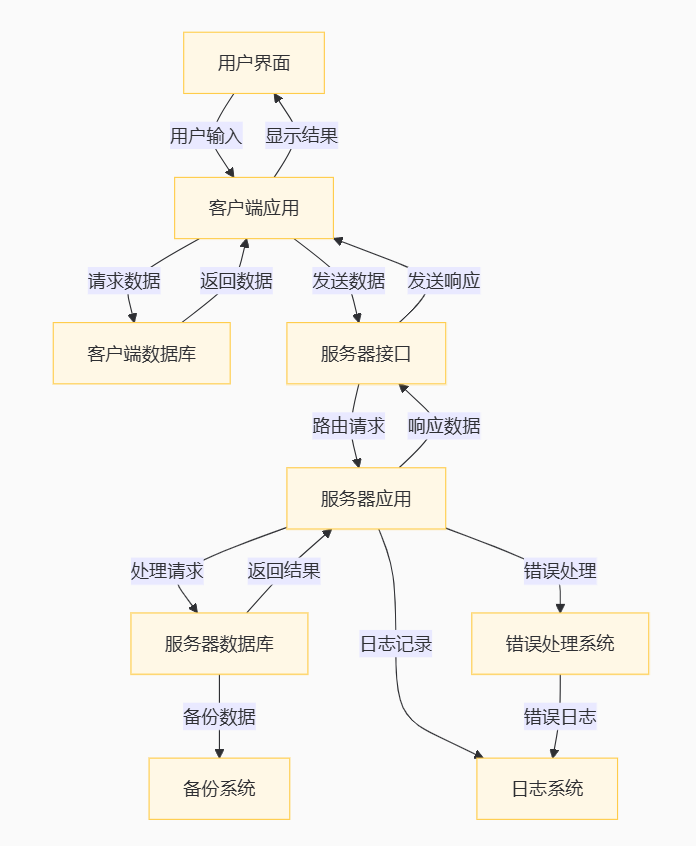 用户界面
用户输入
显示结果
客户端应用
请求数据
返回数据
发送数据
发送响应
客户端数据库
服务器接口
路由请求
响应数据
服务器应用
处理请求
返回结果
错误处理
服务器数据库
日志记录
错误处理系统
备份数据
错误日志
备份系统
日志系统